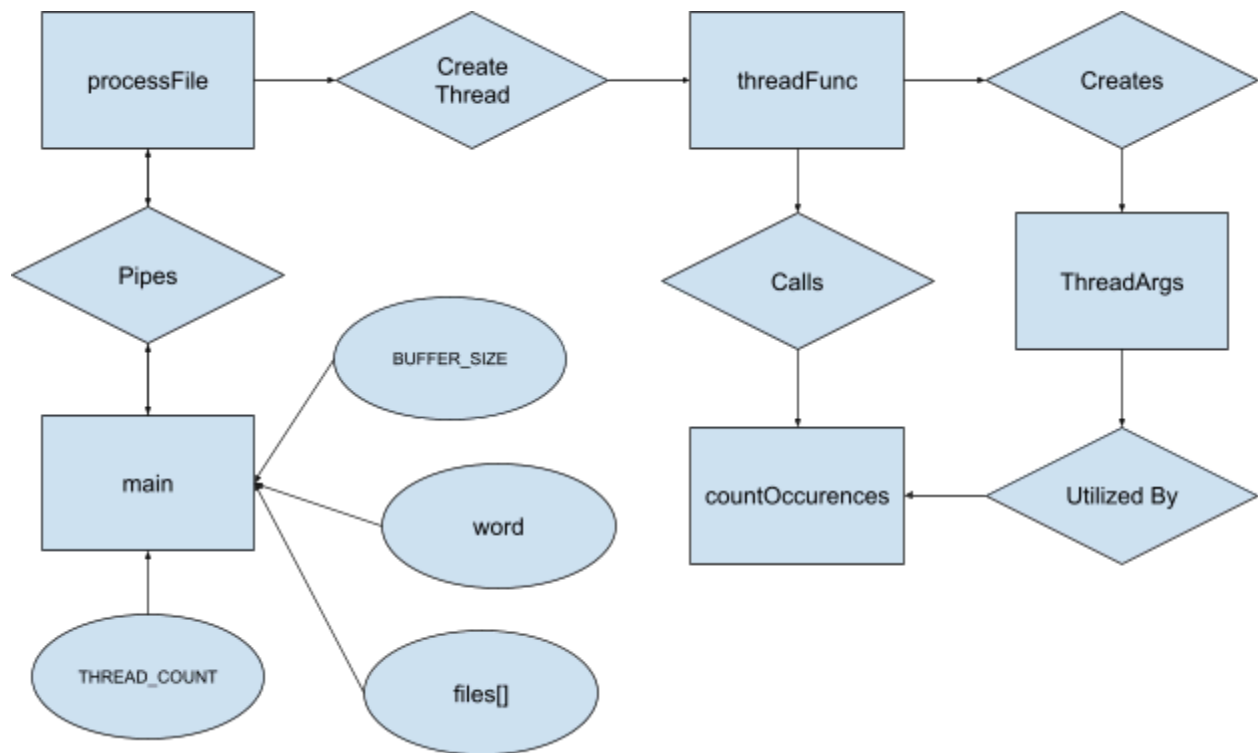 processFile
Create
Thread
threadFunc
Creates
Pipes
Calls
ThreadArgs
BUFFER_SIZE
main
word
countOccurences
Utilized By
THREAD_COUNT
files[]